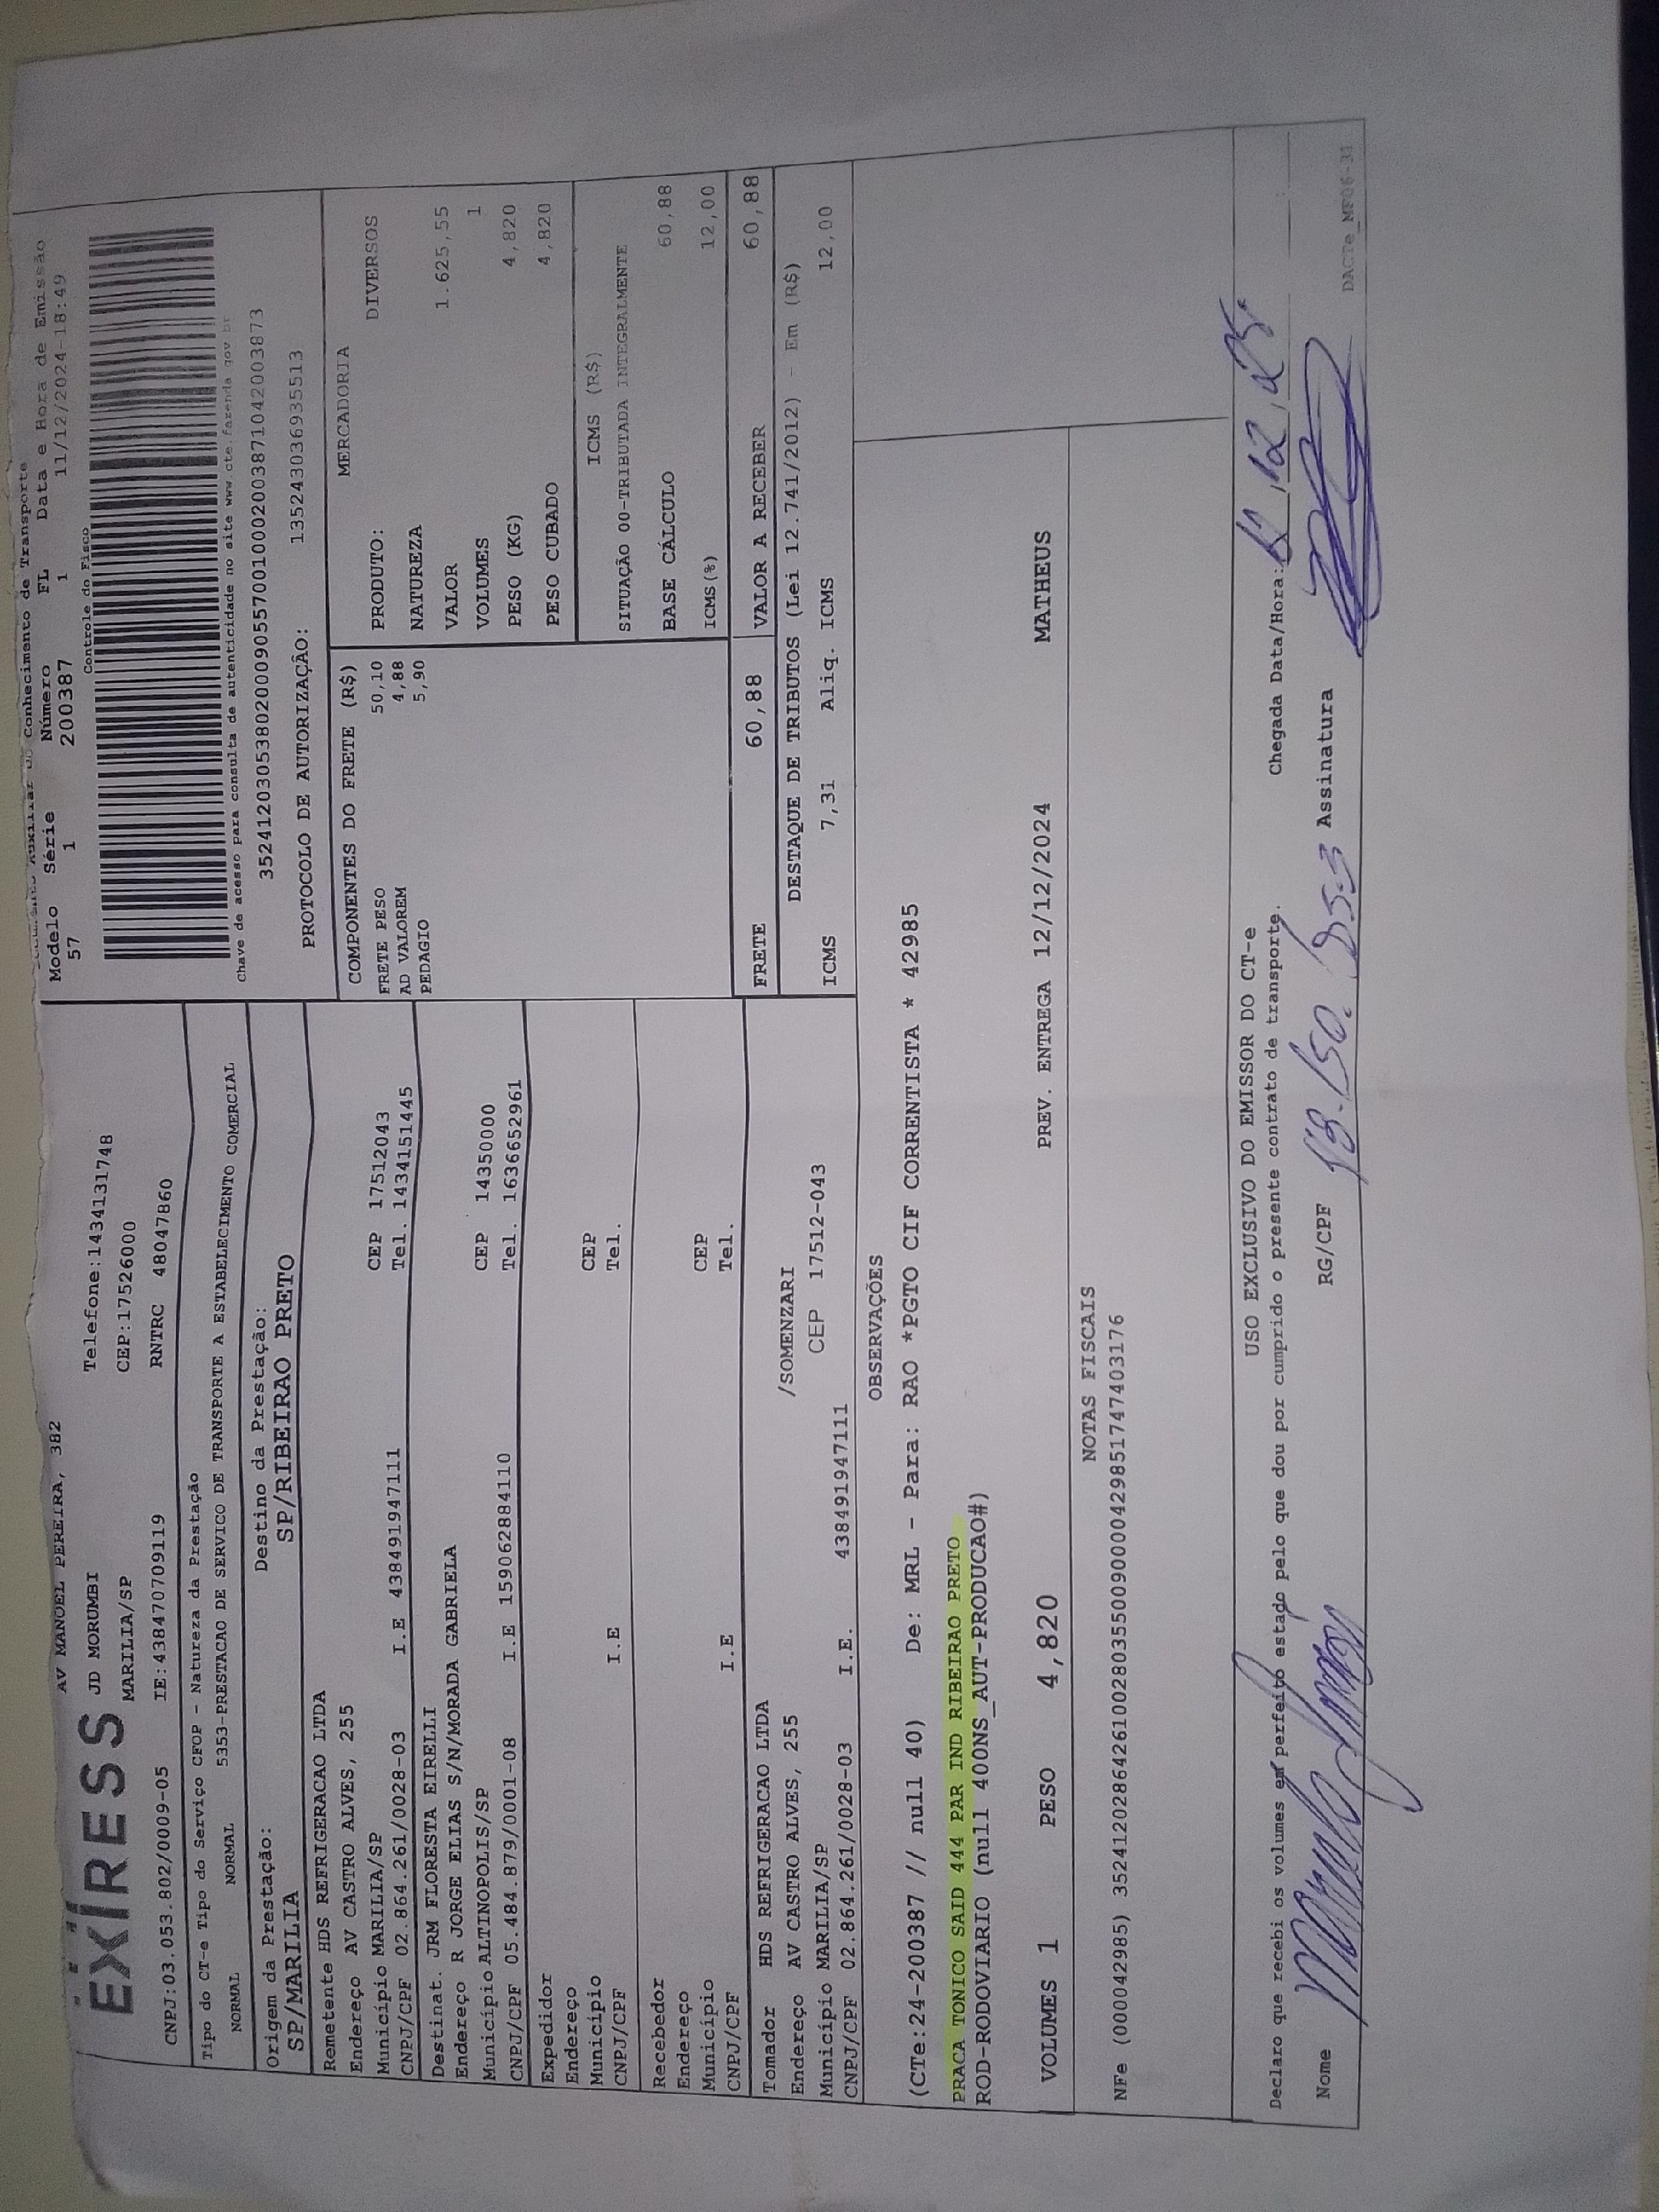 EXÍRESS
AV MANOEL PEREIRA, 382
JD MORUMBI Telefone:1434131748
MARILIA/SP CEP:17526000
CNPJ:03.053.802/0009-05 IE:438470709119 RNTRC 48047860
Tipo do CT-e Tipo do Serviço CFOP - Natureza da Prestação
NORMAL NORMAL 5353-PRESTACAO DE SERVICO DE TRANSPORTE A ESTABELECIMENTO COMERCIAL
Origem da Prestação: Destino da Prestação:
SP/MARILIA SP/RIBEIRAO PRETO
Auxiliar do Conhecimento de Transporte
Modelo Série Número FL Data e Hora de Emissão
57 1 200387 1 11/12/2024-18:49
Controle do Fisco
Chave de acesso para consulta de autenticidade no site www.cte.fazenda.gov.br
35241203053802000905570010002003871042003873
PROTOCOLO DE AUTORIZAÇÃO: 135243036935513
Remetente HDS REFRIGERACAO LTDA
Endereço AV CASTRO ALVES, 255
Município MARILIA/SP CEP 17512043
CNPJ/CPF 02.864.261/0028-03 I.E 438491947111 Tel. 1434151445
Destinat. JRM FLORESTA EIRELLI
Endereço R JORGE ELIAS S/N/MORADA GABRIELA
Município ALTINOPOLIS/SP CEP 14350000
CNPJ/CPF 05.484.879/0001-08 I.E 159062884110 Tel. 1636652961
Expedidor
Endereço
Município CEP
CNPJ/CPF I.E Tel.
Recebedor
Endereço
Município CEP
CNPJ/CPF I.E Tel.
Tomador HDS REFRIGERACAO LTDA
Endereço AV CASTRO ALVES, 255 /SOMENZARI
Município MARILIA/SP CEP 17512-043
CNPJ/CPF 02.864.261/0028-03 I.E. 438491947111
COMPONENTES DO FRETE (R$)
FRETE PESO 50,10
AD VALOREM 4,88
PEDAGIO 5,90
MERCADORIA
PRODUTO: DIVERSOS
NATUREZA
VALOR 1.625,55
VOLUMES 1
PESO (KG) 4,820
PESO CUBADO 4,820
ICMS (R$)
SITUAÇÃO 00-TRIBUTADA INTEGRALMENTE
BASE CÁLCULO 60,88
ICMS(%) 12,00
FRETE 60,88 VALOR A RECEBER 60,88
DESTAQUE DE TRIBUTOS (Lei 12.741/2012) - Em (R$)
ICMS 7,31 Aliq. ICMS 12,00
OBSERVAÇÕES
(CTe:24-200387 // null 40) De: MRL - Para: RAO *PGTO CIF CORRENTISTA * 42985
PRACA TONICO SAID 444 PAR IND RIBEIRAO PRETO
ROD-RODOVIARIO (null 400NS_AUT-PRODUCAO#)
VOLUMES 1 PESO 4,820 PREV. ENTREGA 12/12/2024 MATHEUS
NOTAS FISCAIS
NFe (000042985) 35241202864261002803550090000429851747403176
USO EXCLUSIVO DO EMISSOR DO CT-e
Declaro que recebi os volumes em perfeito estado pelo que dou por cumprido o presente contrato de transporte. Chegada Data/Hora:
Nome RG/CPF Assinatura
DACTe_MF06-31